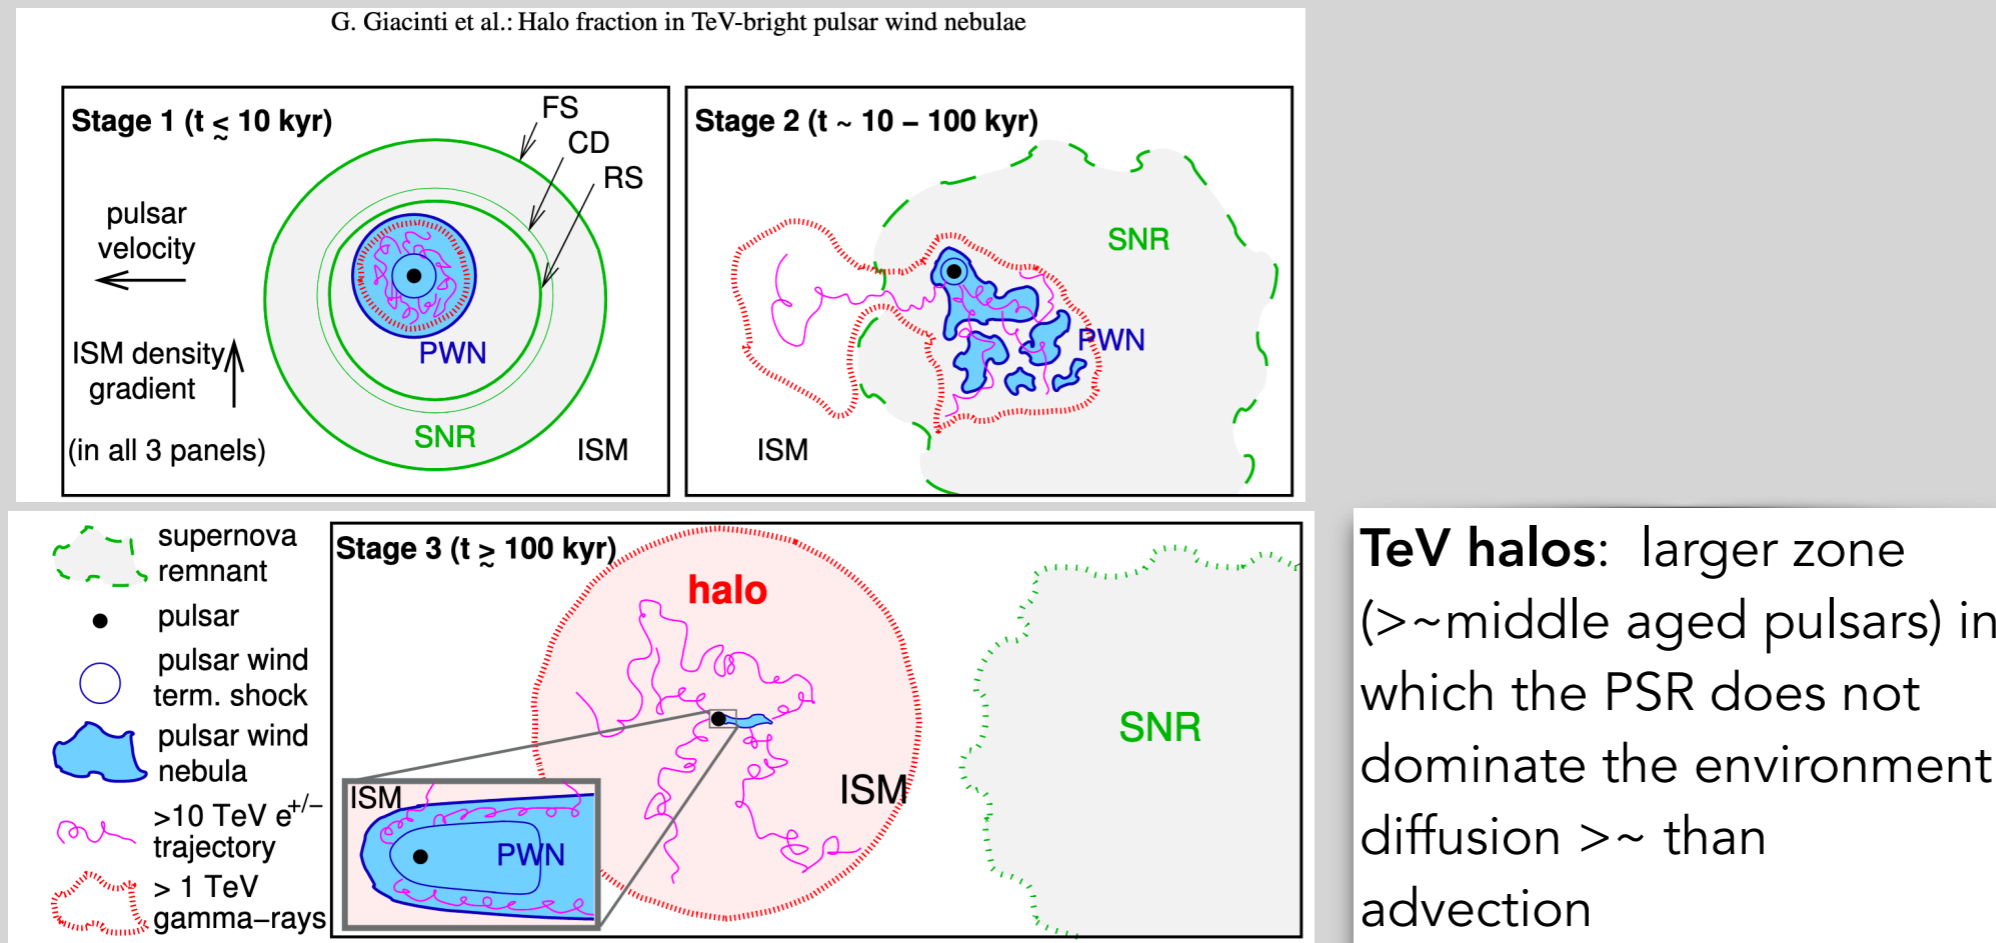 G. Giacinti et al.: Halo fraction in TeV-bright pulsar wind nebulae
Stage 1 (t ≲ 10 kyr)
FS
CD
RS
pulsar
velocity
PWN
ISM density
gradient
SNR
(in all 3 panels)
ISM
Stage 2 (t ~ 10 – 100 kyr)
SNR
PWN
ISM
supernova
remnant
pulsar
pulsar wind
term. shock
pulsar wind
nebula
>10 TeV e+/−
trajectory
> 1 TeV
gamma−rays
Stage 3 (t ≳ 100 kyr)
halo
SNR
ISM
ISM
PWN
TeV halos: larger zone
(>~middle aged pulsars) in
which the PSR does not
dominate the environment
diffusion >~ than
advection